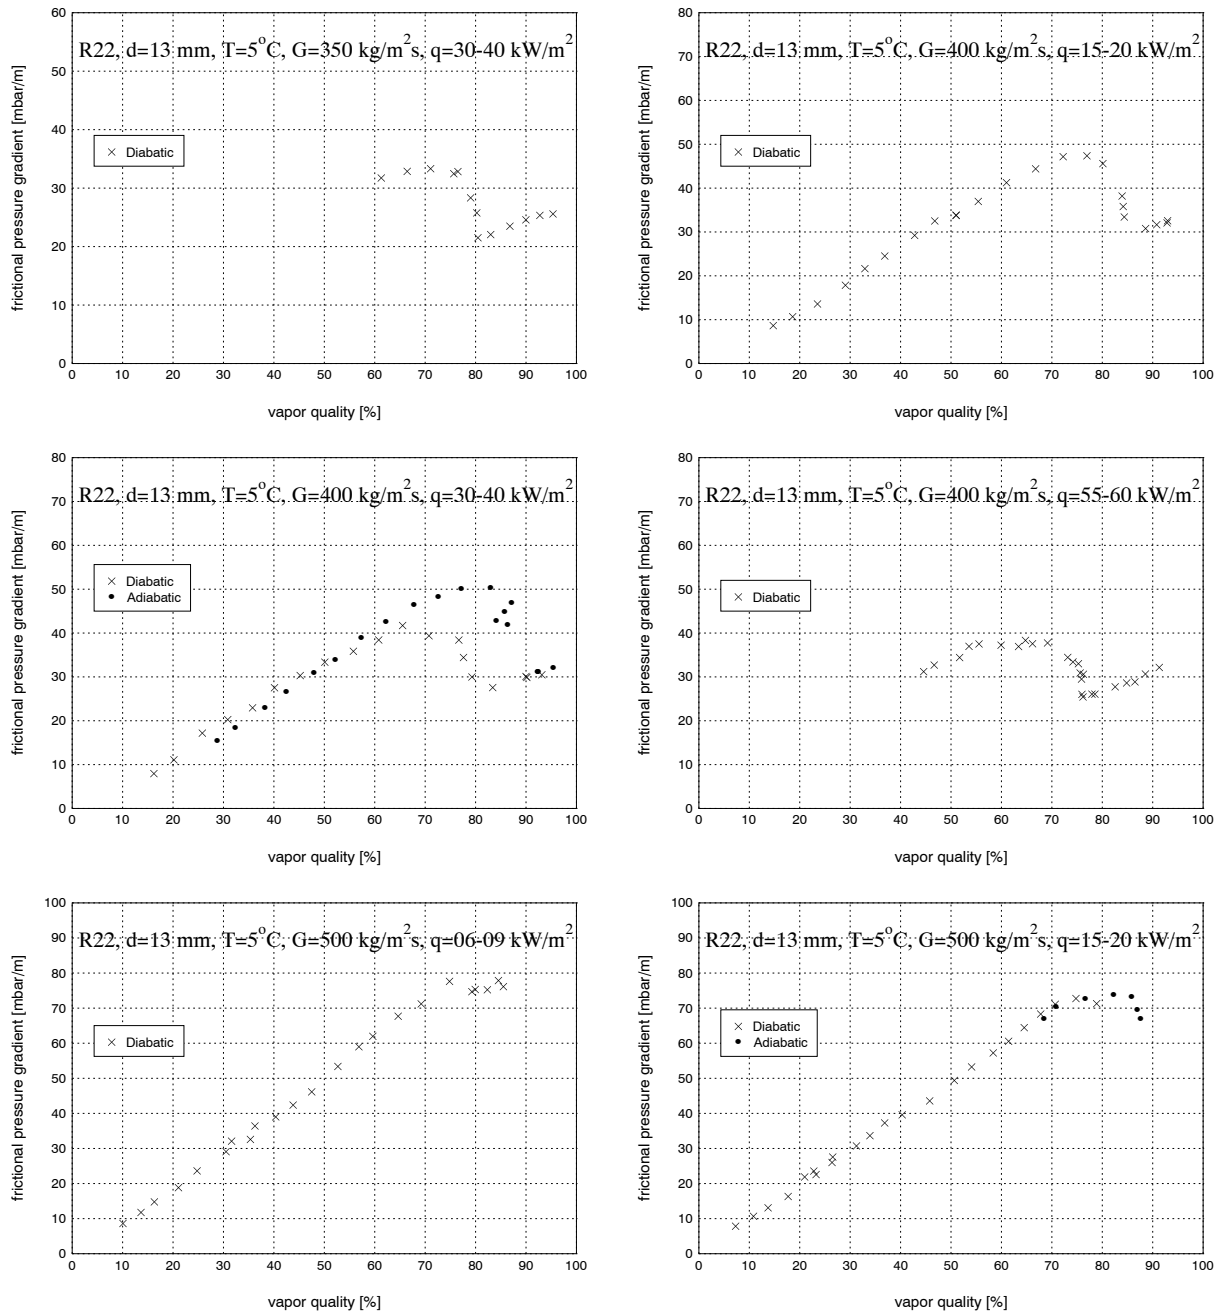 R22, d=13 mm, T=5°C, G=350 kg/m²s, q=30-40 kW/m²
frictional pressure gradient [mbar/m]
60
50
40
30
20
10
0
× Diabatic
0 10 20 30 40 50 60 70 80 90 100
vapor quality [%]
R22, d=13 mm, T=5°C, G=400 kg/m²s, q=15-20 kW/m²
frictional pressure gradient [mbar/m]
80
70
60
50
40
30
20
10
0
× Diabatic
0 10 20 30 40 50 60 70 80 90 100
vapor quality [%]
R22, d=13 mm, T=5°C, G=400 kg/m²s, q=30-40 kW/m²
frictional pressure gradient [mbar/m]
80
70
60
50
40
30
20
10
0
× Diabatic
• Adiabatic
0 10 20 30 40 50 60 70 80 90 100
vapor quality [%]
R22, d=13 mm, T=5°C, G=400 kg/m²s, q=55-60 kW/m²
frictional pressure gradient [mbar/m]
80
70
60
50
40
30
20
10
0
× Diabatic
0 10 20 30 40 50 60 70 80 90 100
vapor quality [%]
R22, d=13 mm, T=5°C, G=500 kg/m²s, q=06-09 kW/m²
frictional pressure gradient [mbar/m]
100
90
80
70
60
50
40
30
20
10
0
× Diabatic
0 10 20 30 40 50 60 70 80 90 100
vapor quality [%]
R22, d=13 mm, T=5°C, G=500 kg/m²s, q=15-20 kW/m²
frictional pressure gradient [mbar/m]
100
90
80
70
60
50
40
30
20
10
0
× Diabatic
• Adiabatic
0 10 20 30 40 50 60 70 80 90 100
vapor quality [%]